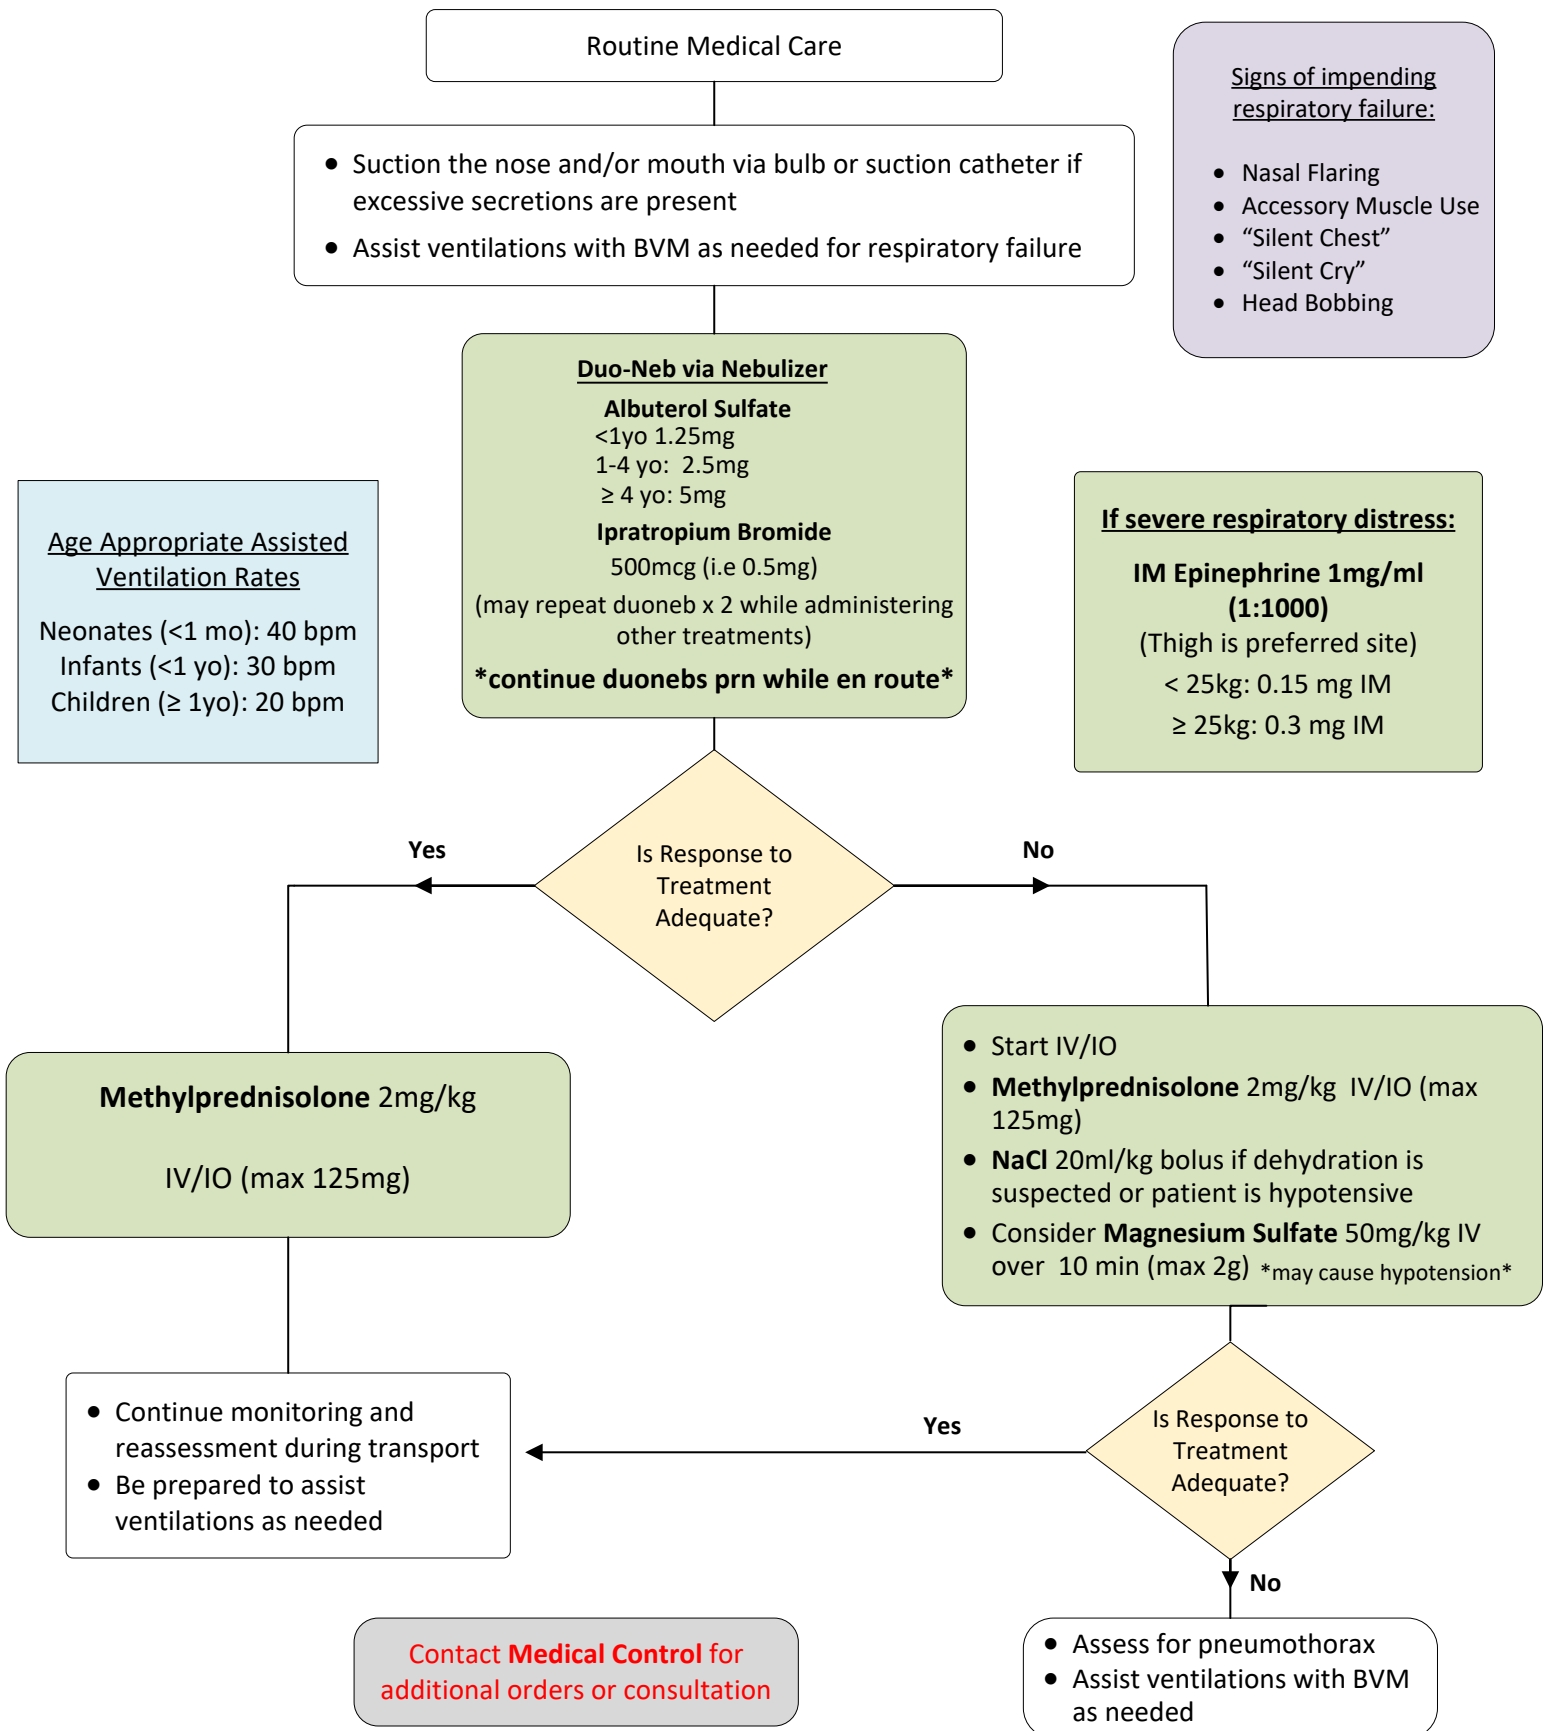 Routine Medical Care
Signs of impending
respiratory failure:
• Nasal Flaring
• Accessory Muscle Use
• “Silent Chest”
• “Silent Cry”
• Head Bobbing
• Suction the nose and/or mouth via bulb or suction catheter if
excessive secretions are present
• Assist ventilations with BVM as needed for respiratory failure
Duo-Neb via Nebulizer
Albuterol Sulfate
<1yo 1.25mg
1-4 yo:  2.5mg
≥ 4 yo: 5mg
Ipratropium Bromide
500mcg (i.e 0.5mg)
(may repeat duoneb x 2 while administering
other treatments)
*continue duonebs prn while en route*
Age Appropriate Assisted
Ventilation Rates
Neonates (<1 mo): 40 bpm
Infants (<1 yo): 30 bpm
Children (≥ 1yo): 20 bpm
If severe respiratory distress:
IM Epinephrine 1mg/ml
(1:1000)
(Thigh is preferred site)
< 25kg: 0.15 mg IM
≥ 25kg: 0.3 mg IM
Is Response to
Treatment
Adequate?
Yes
No
Methylprednisolone 2mg/kg
IV/IO (max 125mg)
• Start IV/IO
• Methylprednisolone 2mg/kg  IV/IO (max
125mg)
• NaCl 20ml/kg bolus if dehydration is
suspected or patient is hypotensive
• Consider Magnesium Sulfate 50mg/kg IV
over  10 min (max 2g) *may cause hypotension*
Is Response to
Treatment
Adequate?
Yes
No
• Continue monitoring and
reassessment during transport
• Be prepared to assist
ventilations as needed
Contact Medical Control for
additional orders or consultation
• Assess for pneumothorax
• Assist ventilations with BVM
as needed